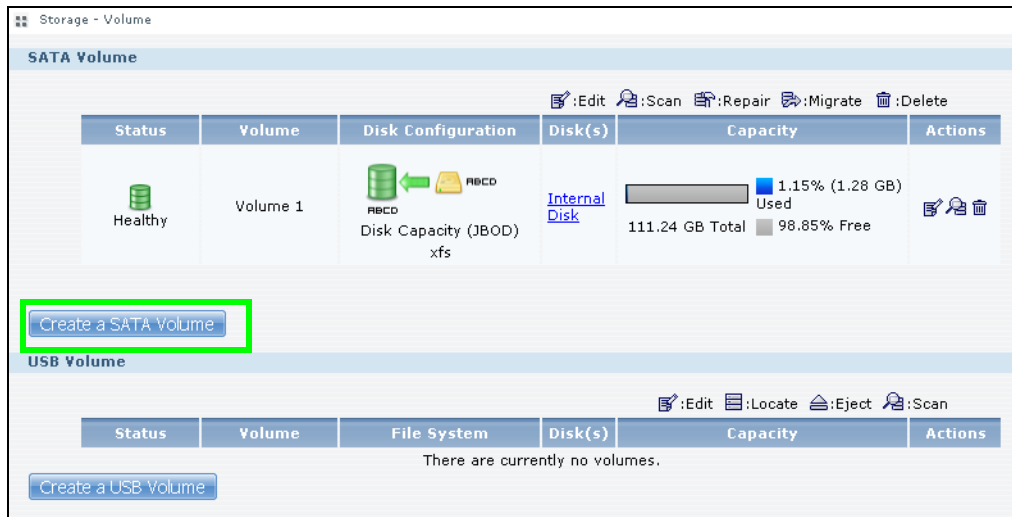 Storage - Volume
SATA Volume
:Edit :Scan :Repair :Migrate :Delete
Status Volume Disk Configuration Disk(s) Capacity Actions
Healthy
Volume 1
ABCD
ABCD
Disk Capacity (JBOD)
xfs
Internal
Disk
111.24 GB Total
1.15% (1.28 GB)
Used
98.85% Free
Create a SATA Volume
USB Volume
:Edit :Locate :Eject :Scan
Status Volume File System Disk(s) Capacity Actions
There are currently no volumes.
Create a USB Volume